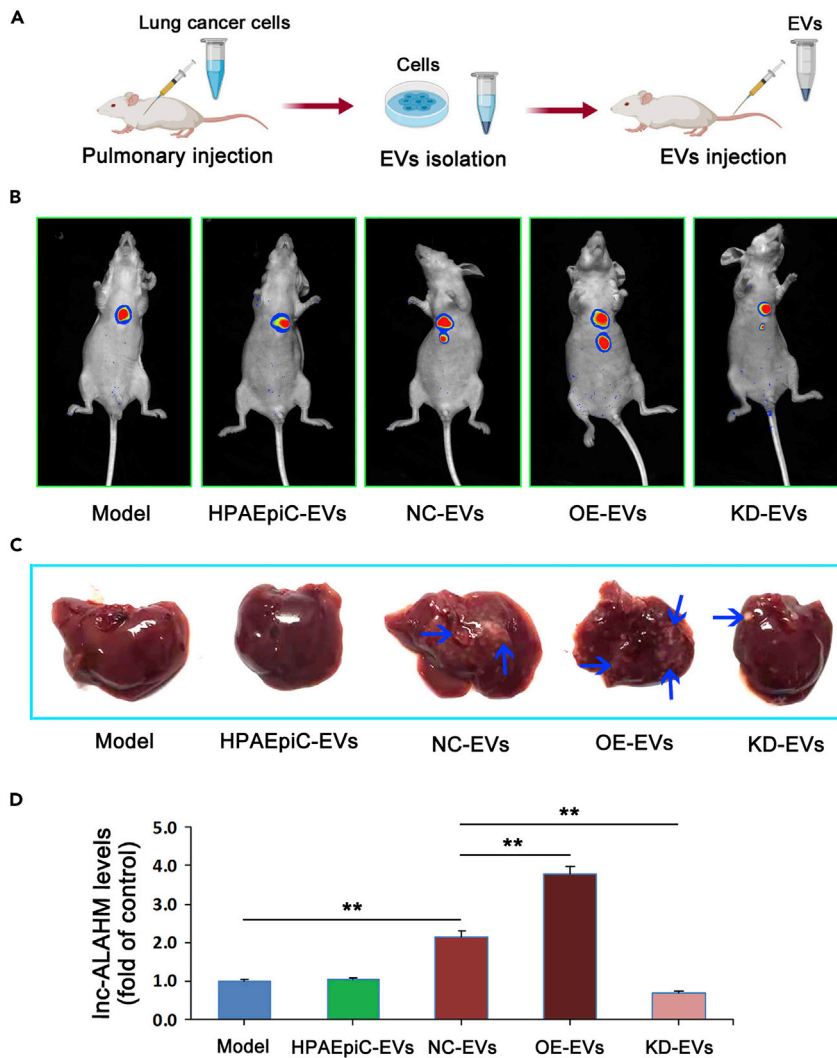 A
Lung cancer cells
Cells
EVs
Pulmonary injection
EVs isolation
EVs injection
B
Model
HPAEpiC-EVs
NC-EVs
OE-EVs
KD-EVs
C
Model
HPAEpiC-EVs
NC-EVs
OE-EVs
KD-EVs
D
lnc-ALAHM levels
(fold of control)
5.0
4.0
3.0
2.0
1.0
0.0
**
**
**
Model
HPAEpiC-EVs
NC-EVs
OE-EVs
KD-EVs